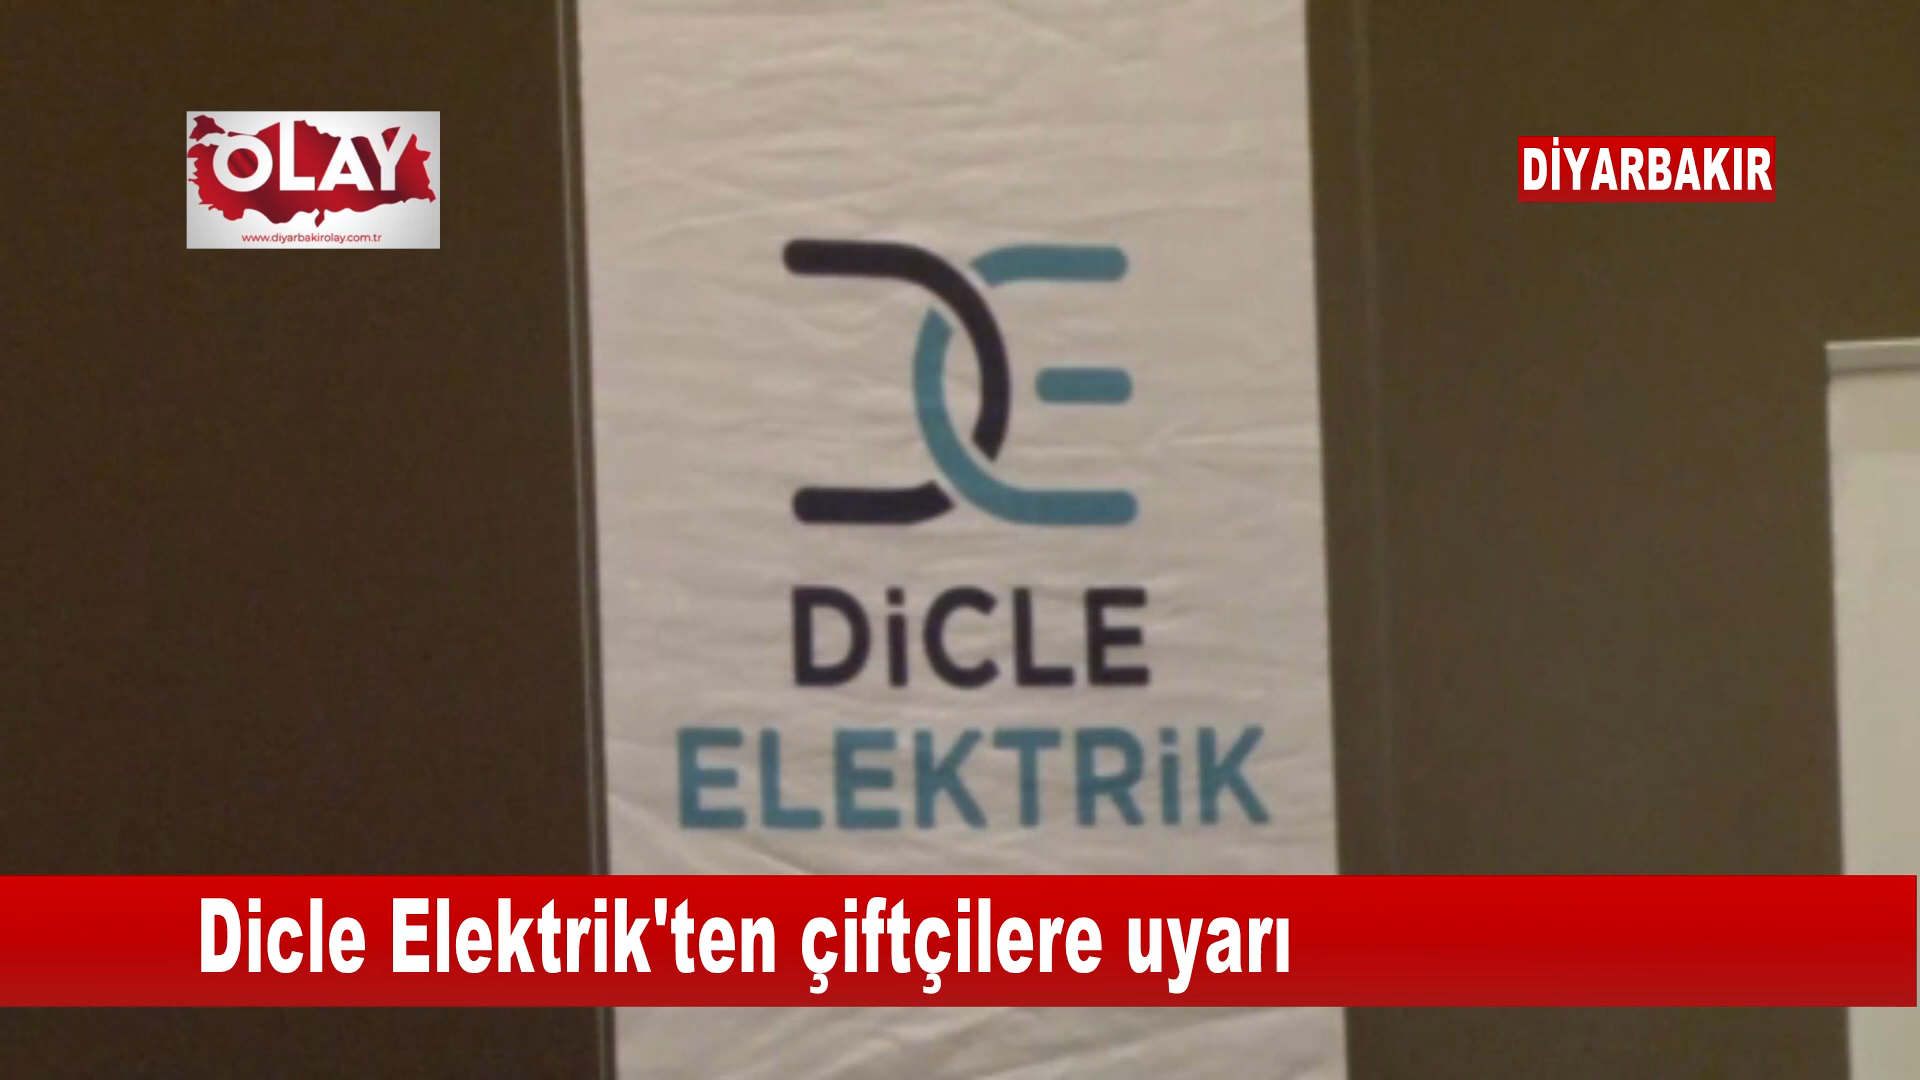 OLAY
www.diyarbakirolay.com.tr
DİYARBAKIR
DiCLE
ELEKTRiK
Dicle Elektrik'ten çiftçilere uyarı